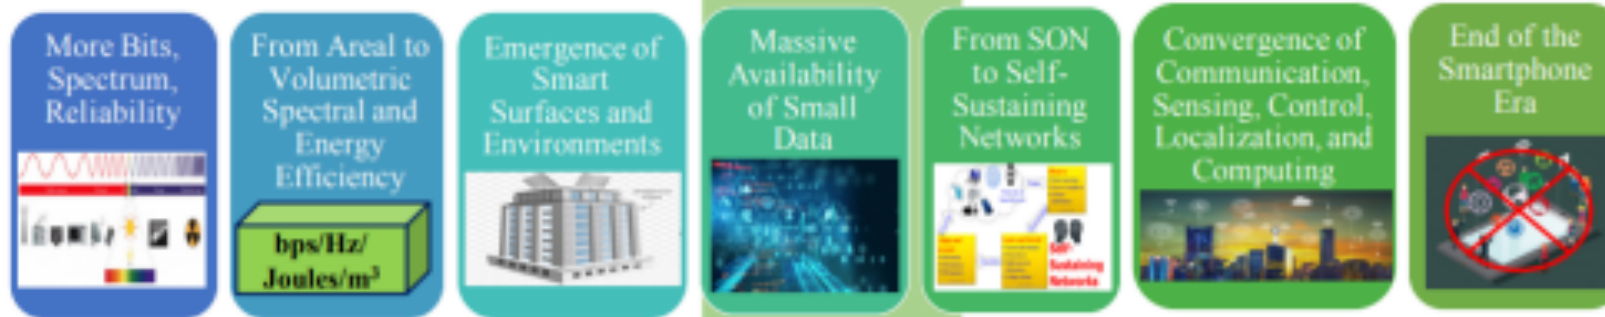 More Bits,
Spectrum,
Reliability
From Areal to
Volumetric
Spectral and
Energy
Efficiency
bps/Hz/
Joules/m³
Emergence of
Smart
Surfaces and
Environments
Massive
Availability
of Small
Data
From SON
to Self-
Sustaining
Networks
Self-
Sustaining
Networks
Convergence of
Communication,
Sensing, Control,
Localization, and
Computing
End of the
Smartphone
Era